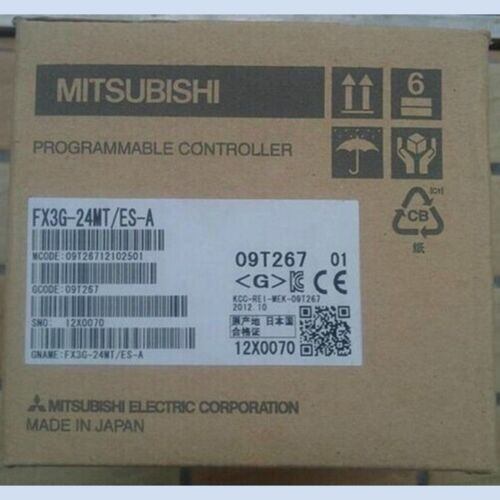 MITSUBISHI
6
PROGRAMMABLE CONTROLLER
FX3G-24MT/ES-A
MCODE: 09T26712102501
GCODE: 09T267
SNO: 12X0070
GNAME: FX3G-24MT/ES-A
09T267 01
<G> CE
KCC-REI-MEK-09T267
2012.10
原产地 日本国
合格证
12X0070
CB
紙
MITSUBISHI ELECTRIC CORPORATION
MADE IN JAPAN